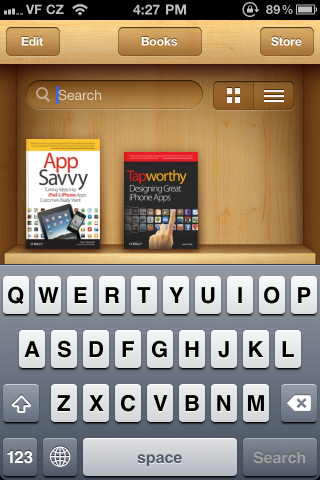 VF CZ 4:27 PM 89%
Edit Books Store
Search
App
Savvy
Turning Ideas into
iPad & iPhone Apps
Customers Really Want
O'REILLY
Tapworthy
Designing Great
iPhone Apps
O'REILLY
Q W E R T Y U I O P
A S D F G H J K L
Z X C V B N M
123 space Search